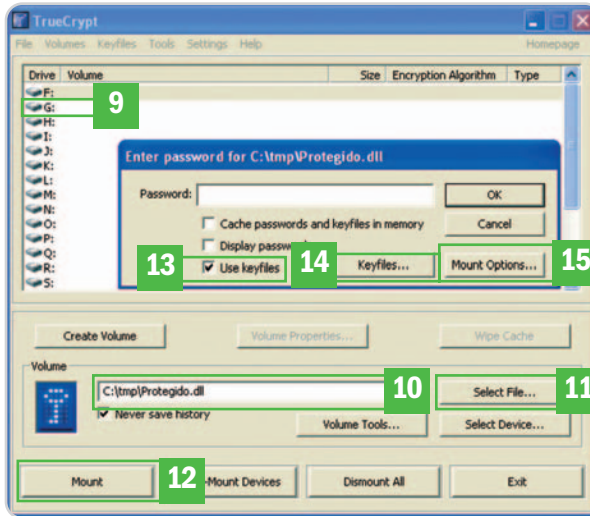 TrueCrypt
File Volumes Keyfiles Tools Settings Help Homepage
Drive Volume Size Encryption Algorithm Type
F:
G: 9
H:
I:
J:
K:
L:
M:
N:
O:
P:
Q:
R:
S:
Enter password for C:\tmp\Protegido.dll
Password: OK
Cache passwords and keyfiles in memory Cancel
Display password
13 Use keyfiles 14 Keyfiles... Mount Options... 15
Create Volume Volume Properties... Wipe Cache
Volume
C:\tmp\Protegido.dll 10 Select File... 11
Never save history Volume Tools... Select Device...
Mount 12 -Mount Devices Dismount All Exit